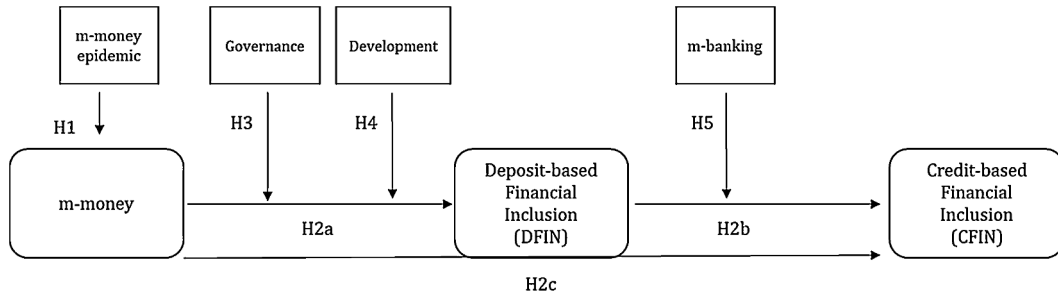 m-money
epidemic
Governance
Development
m-banking
H1
H3
H4
H5
m-money
Deposit-based
Financial
Inclusion
(DFIN)
Credit-based
Financial
Inclusion
(CFIN)
H2a
H2b
H2c